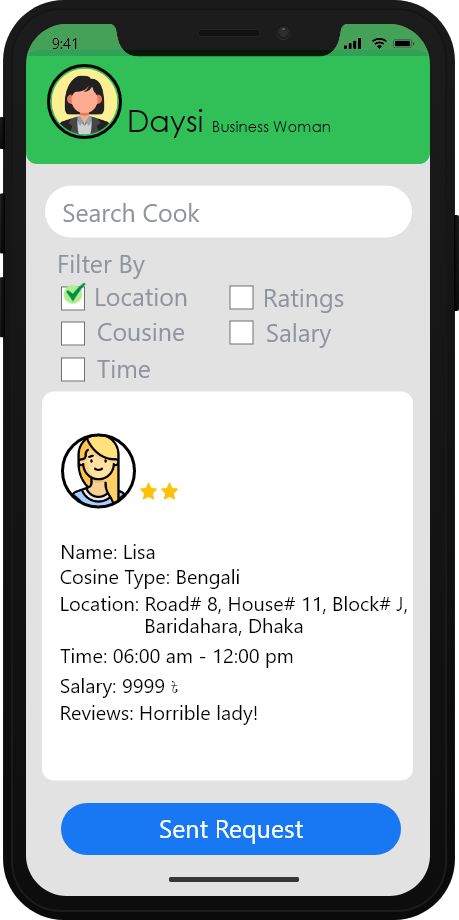 9:41
Daysi Business Woman
Search Cook
Filter By
Location Ratings
Cousine Salary
Time
Name: Lisa
Cosine Type: Bengali
Location: Road# 8, House# 11, Block# J,
Baridahara, Dhaka
Time: 06:00 am - 12:00 pm
Salary: 9999 ৳
Reviews: Horrible lady!
Sent Request